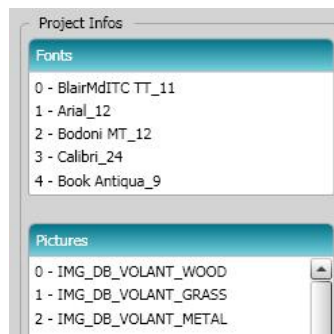 Project Infos
Fonts
0 - BlairMdITC TT_11
1 - Arial_12
2 - Bodoni MT_12
3 - Calibri_24
4 - Book Antiqua_9
Pictures
0 - IMG_DB_VOLANT_WOOD
1 - IMG_DB_VOLANT_GRASS
2 - IMG_DB_VOLANT_METAL